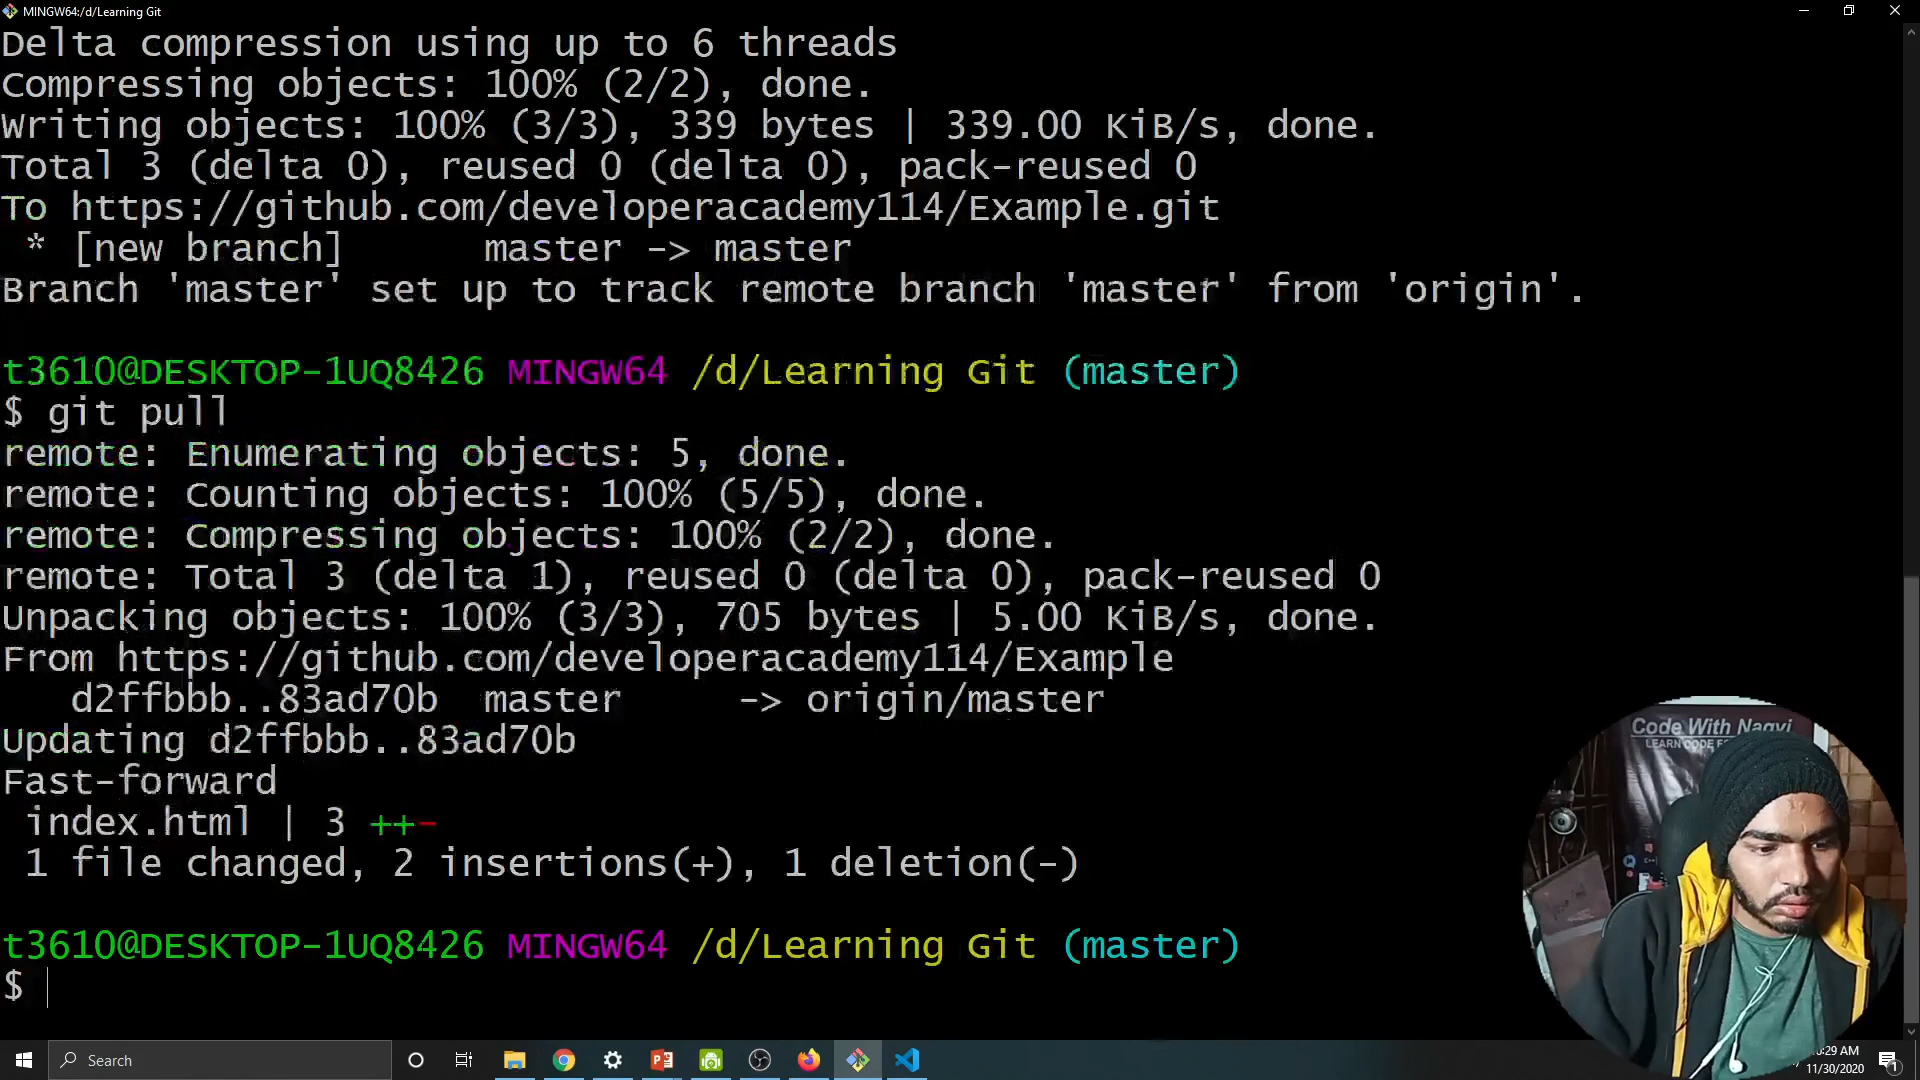 MINGW64:/d/Learning Git
Delta compression using up to 6 threads
Compressing objects: 100% (2/2), done.
Writing objects: 100% (3/3), 339 bytes | 339.00 KiB/s, done.
Total 3 (delta 0), reused 0 (delta 0), pack-reused 0
To https://github.com/developeracademy114/Example.git
 * [new branch]      master -> master
Branch 'master' set up to track remote branch 'master' from 'origin'.
t3610@DESKTOP-1UQ8426 MINGW64 /d/Learning Git (master)
$ git pull
remote: Enumerating objects: 5, done.
remote: Counting objects: 100% (5/5), done.
remote: Compressing objects: 100% (2/2), done.
remote: Total 3 (delta 1), reused 0 (delta 0), pack-reused 0
Unpacking objects: 100% (3/3), 705 bytes | 5.00 KiB/s, done.
From https://github.com/developeracademy114/Example
   d2ffbbb..83ad70b  master     -> origin/master
Updating d2ffbbb..83ad70b
Fast-forward
 index.html | 3 ++-
 1 file changed, 2 insertions(+), 1 deletion(-)
t3610@DESKTOP-1UQ8426 MINGW64 /d/Learning Git (master)
$
Code With Naqvi
LEARN CODE
Search
:29 AM
11/30/2020
1